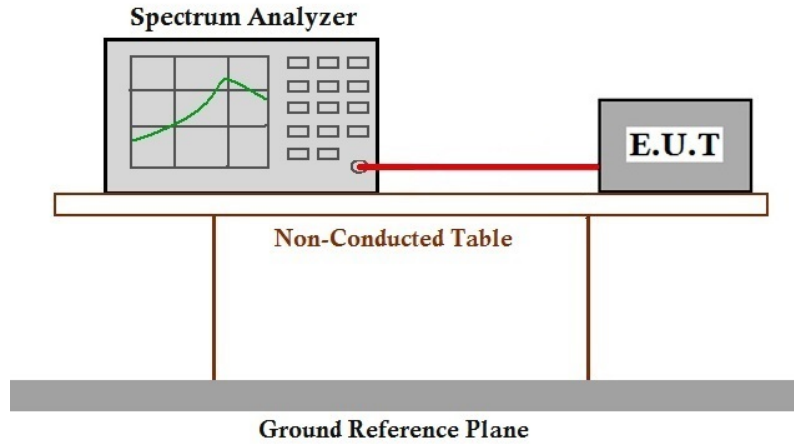 Spectrum Analyzer
E.U.T
Non-Conducted Table
Ground Reference Plane